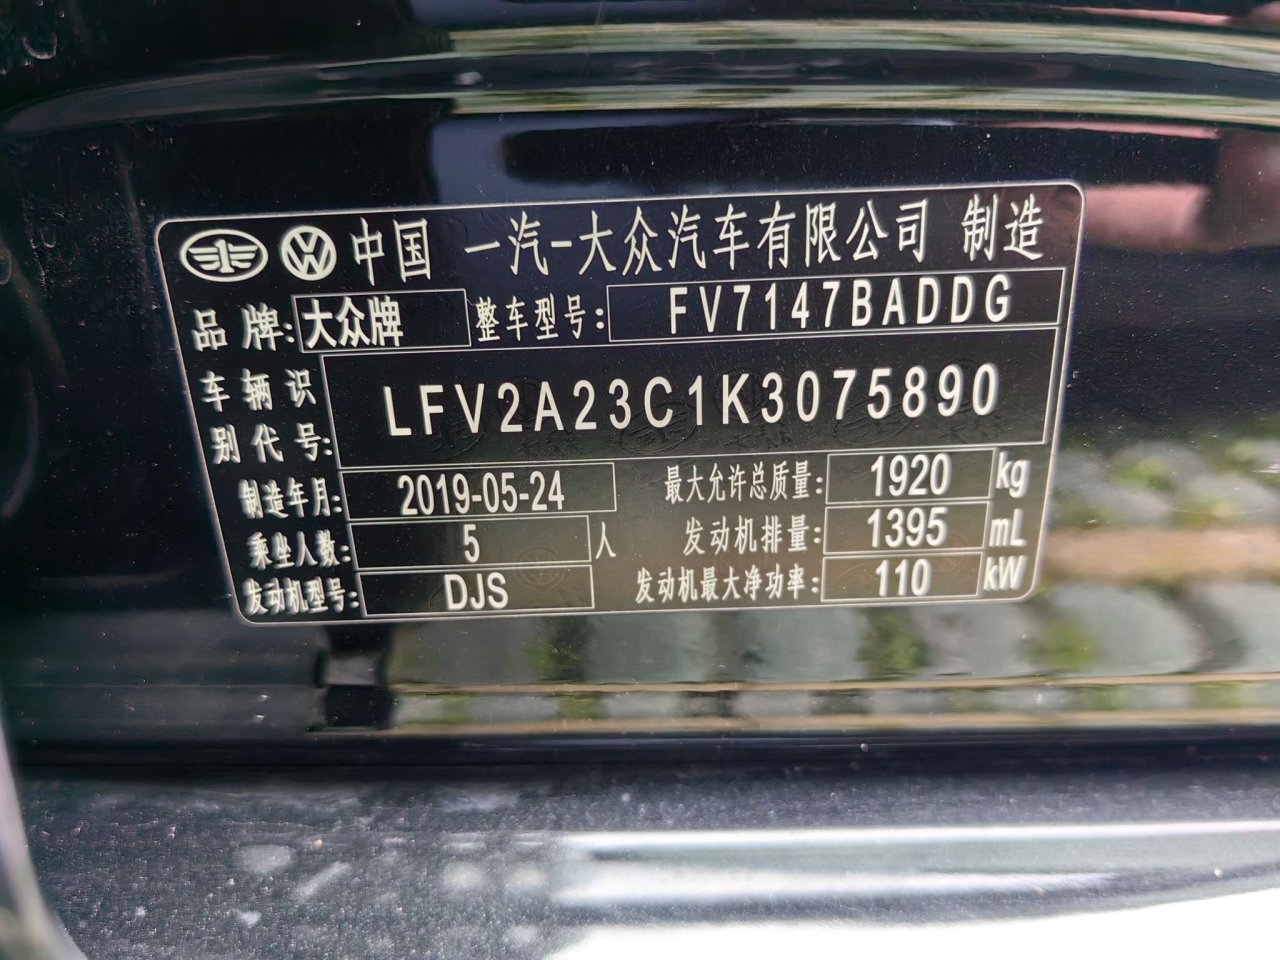 中国 一汽-大众汽车有限公司 制造
品牌: 大众牌 整车型号: FV7147BADDG
车辆识别代号: LFV2A23C1K3075890
制造年月: 2019-05-24 最大允许总质量: 1920 kg
乘坐人数: 5 人 发动机排量: 1395 mL
发动机型号: DJS 发动机最大净功率: 110 kW